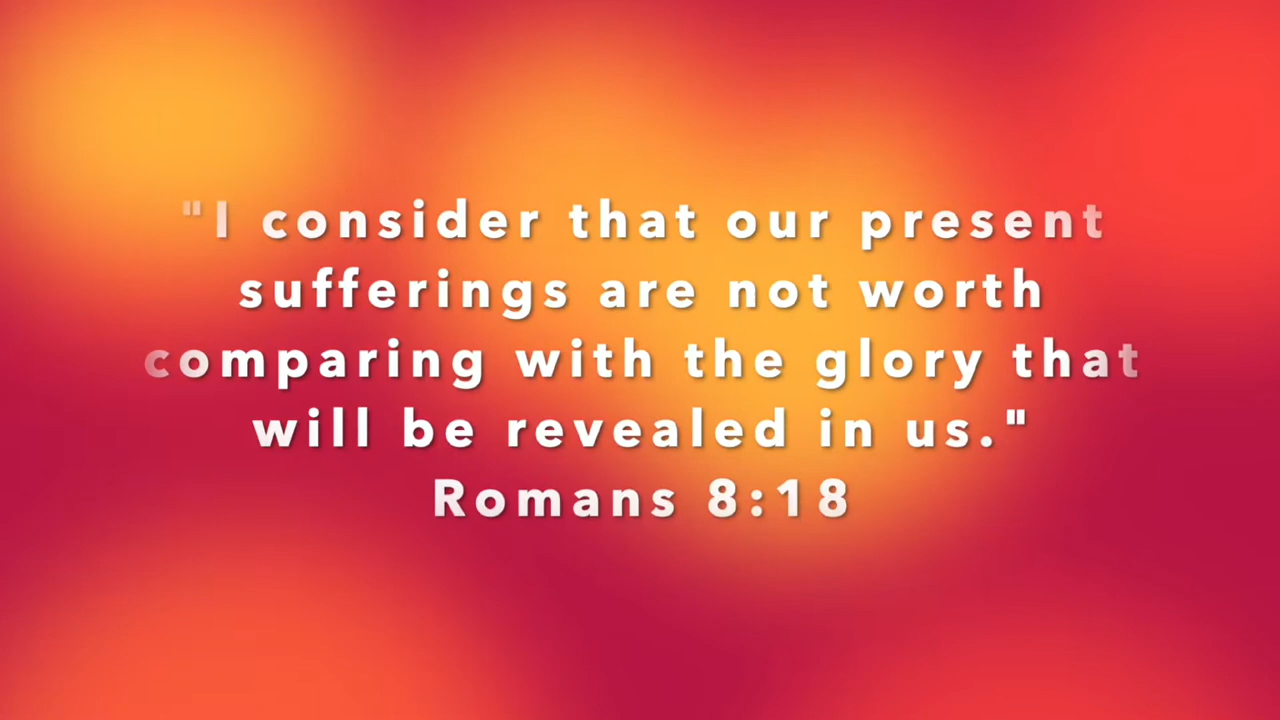 "I consider that our present
sufferings are not worth
comparing with the glory that
will be revealed in us."
Romans 8:18